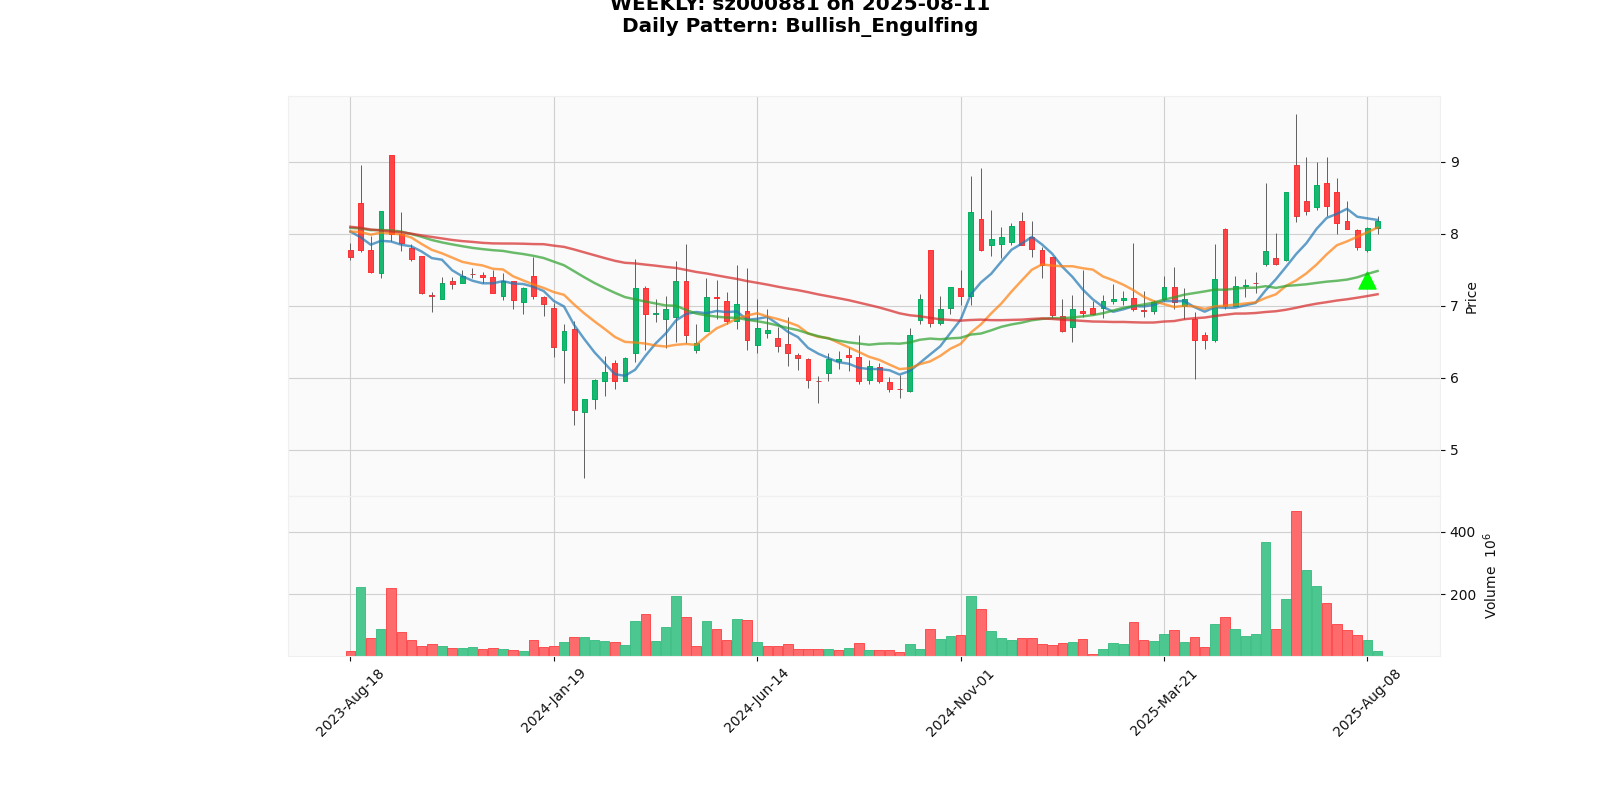 WEEKLY: sz000881 on 2025-08-11
Daily Pattern: Bullish_Engulfing
9
8
7
6
5
Price
400
200
Volume 10^6
2023-Aug-18
2024-Jan-19
2024-Jun-14
2024-Nov-01
2025-Mar-21
2025-Aug-08